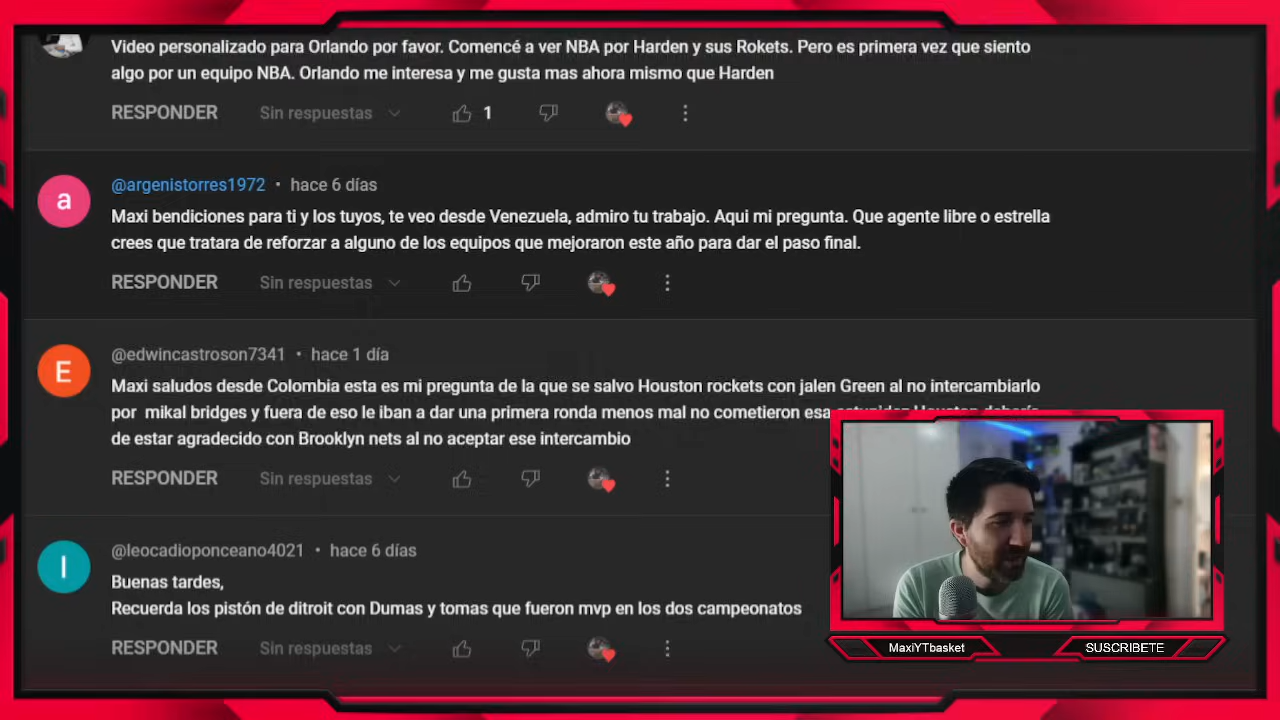 Video personalizado para Orlando por favor. Comencé a ver NBA por Harden y sus Rokets. Pero es primera vez que siento
algo por un equipo NBA. Orlando me interesa y me gusta mas ahora mismo que Harden
RESPONDER Sin respuestas 1
@argenistorres1972 • hace 6 días
a
Maxi bendiciones para ti y los tuyos, te veo desde Venezuela, admiro tu trabajo. Aqui mi pregunta. Que agente libre o estrella
crees que tratara de reforzar a alguno de los equipos que mejoraron este año para dar el paso final.
RESPONDER Sin respuestas
@edwincastroson7341 • hace 1 día
E
Maxi saludos desde Colombia esta es mi pregunta de la que se salvo Houston rockets con jalen Green al no intercambiarlo
por mikal bridges y fuera de eso le iban a dar una primera ronda menos mal no cometieron esa
de estar agradecido con Brooklyn nets al no aceptar ese intercambio
RESPONDER Sin respuestas
@leocadioponceano4021 • hace 6 días
l
Buenas tardes,
Recuerda los pistón de ditroit con Dumas y tomas que fueron mvp en los dos campeonatos
RESPONDER Sin respuestas
MaxiYTbasket SUSCRIBETE